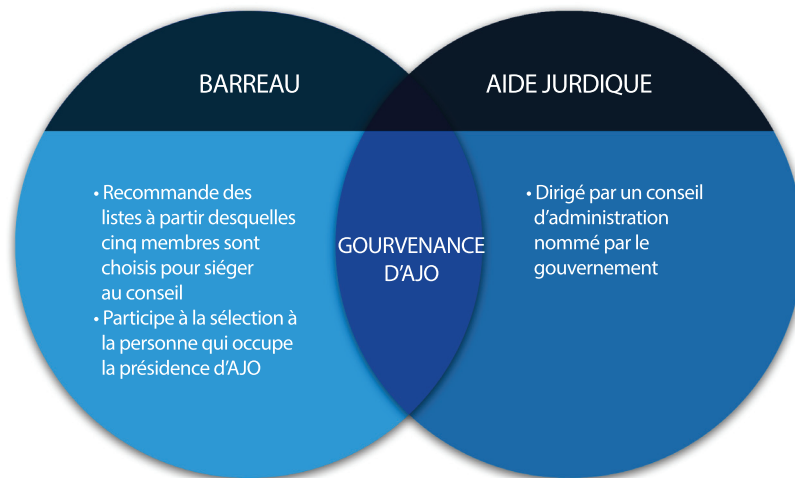 BARREAU
AIDE JURDIQUE
• Recommande des
listes à partir desquelles
cinq membres sont
choisis pour siéger
au conseil
• Participe à la sélection à
la personne qui occupe
la présidence d’AJO
GOURVENANCE
D’AJO
• Dirigé par un conseil
d’administration
nommé par le
gouvernement